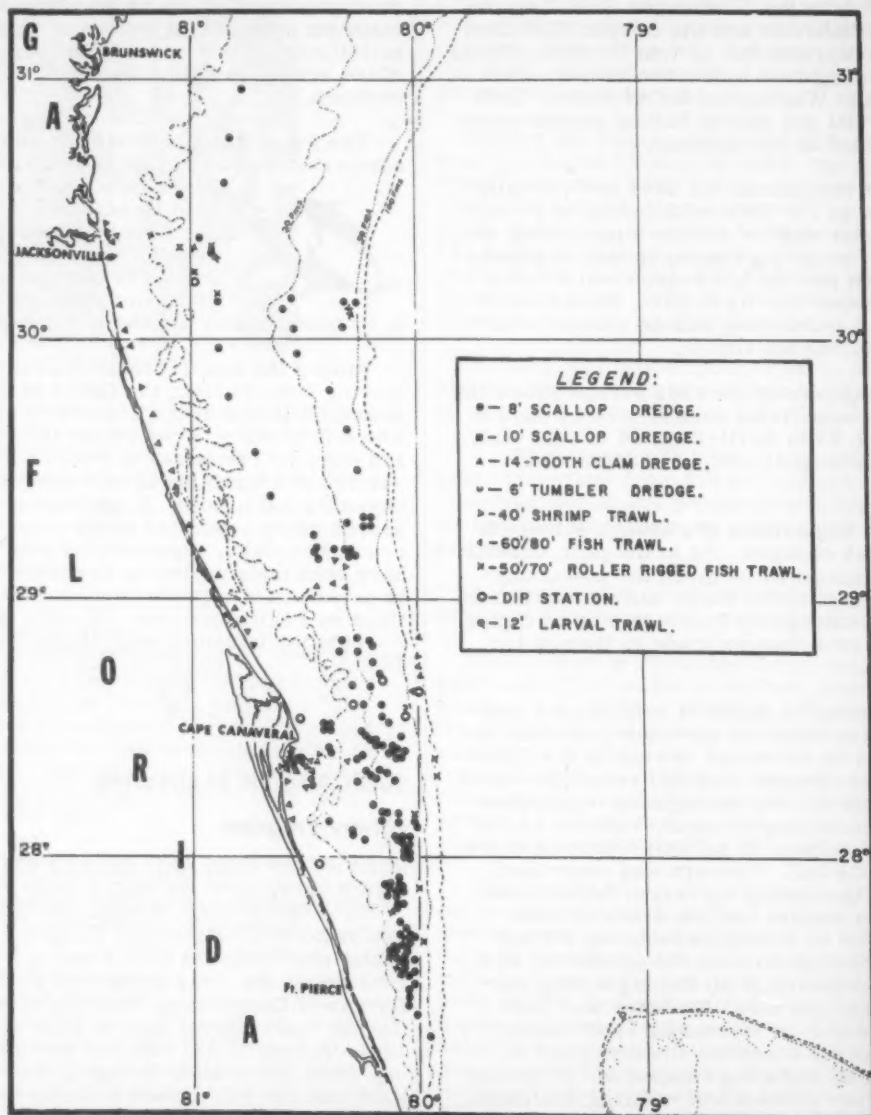 81° 80° 79°
G
BRUNSWICK
31° 31°
A
JACKSONVILLE
30° 30°
LEGEND:
8' SCALLOP DREDGE.
10' SCALLOP DREDGE.
14-TOOTH CLAM DREDGE.
6' TUMBLER DREDGE.
40' SHRIMP TRAWL.
60'/80' FISH TRAWL.
50'/70' ROLLER RIGGED FISH TRAWL.
DIP STATION.
12' LARVAL TRAWL.
F
L
29° 29°
O
CAPE CANAVERAL
R
I
28° 28°
D
Ft. PIERCE
A
81° 80° 79°